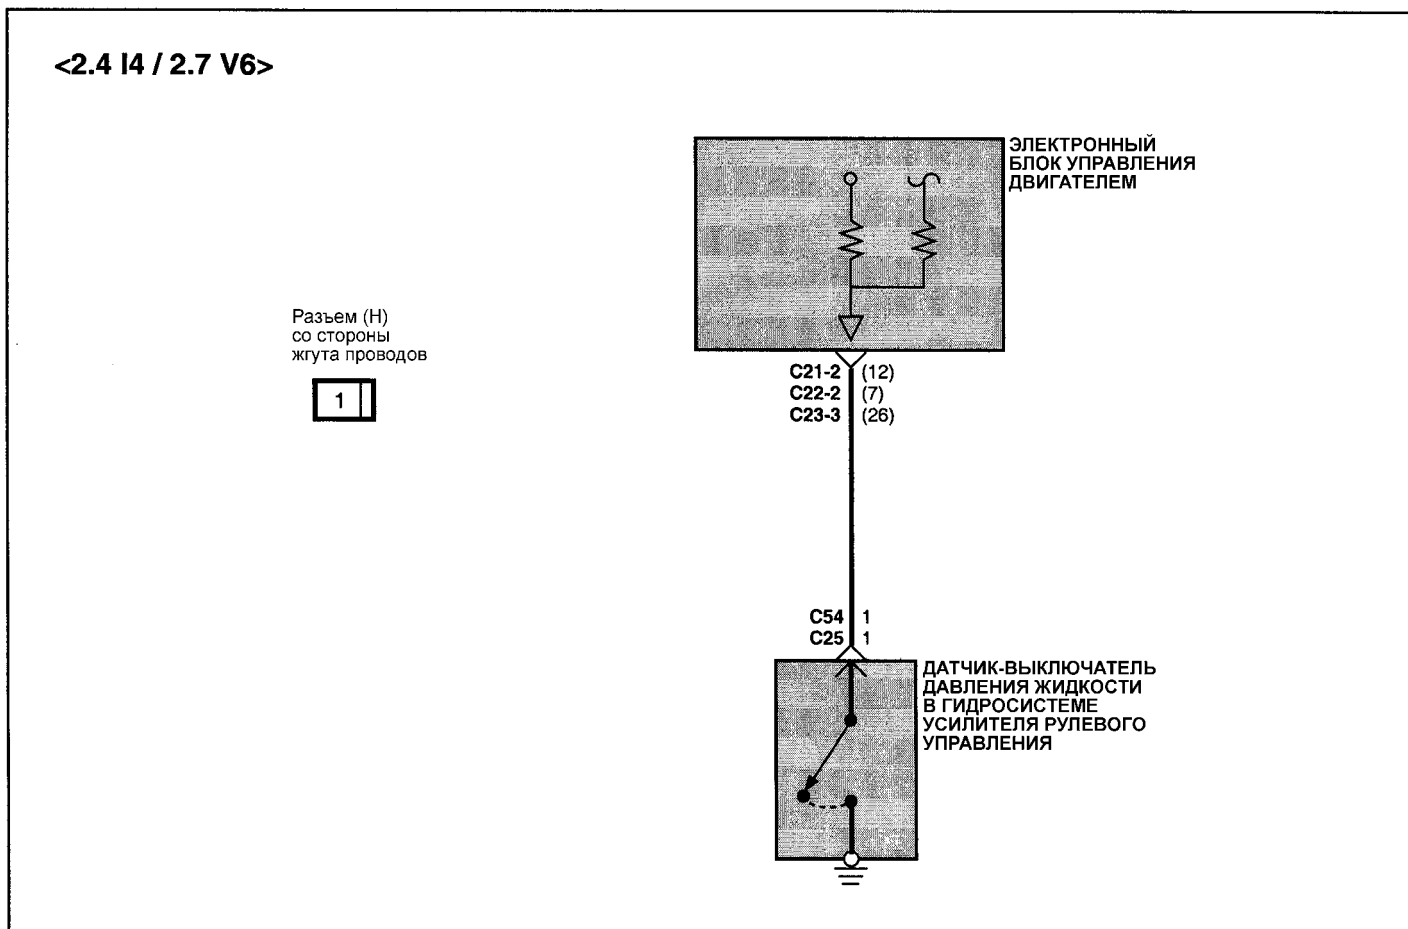 <2.4 I4 / 2.7 V6>
ЭЛЕКТРОННЫЙ
БЛОК УПРАВЛЕНИЯ
ДВИГАТЕЛЕМ
Разъем (Н)
со стороны
жгута проводов
1
C21-2 (12)
C22-2 (7)
C23-3 (26)
C54 1
C25 1
ДАТЧИК-ВЫКЛЮЧАТЕЛЬ
ДАВЛЕНИЯ ЖИДКОСТИ
В ГИДРОСИСТЕМЕ
УСИЛИТЕЛЯ РУЛЕВОГО
УПРАВЛЕНИЯ